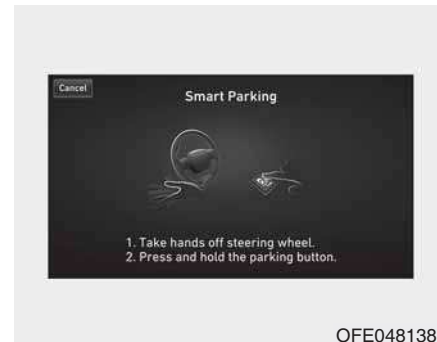 Cancel
Smart Parking
1. Take hands off steering wheel.
2. Press and hold the parking button.
OFE048138